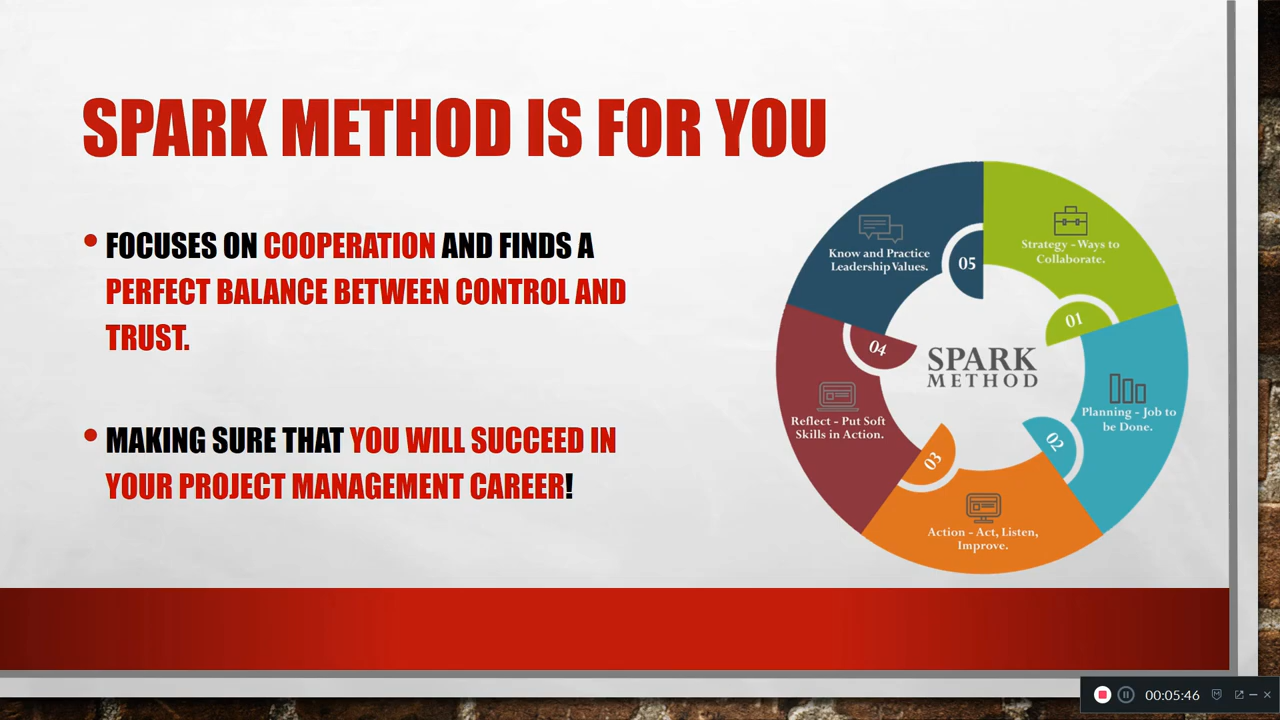 SPARK METHOD IS FOR YOU
• FOCUSES ON COOPERATION AND FINDS A
PERFECT BALANCE BETWEEN CONTROL AND
TRUST.
• MAKING SURE THAT YOU WILL SUCCEED IN
YOUR PROJECT MANAGEMENT CAREER!
Strategy - Ways to
Collaborate.
01
Planning - Job to
be Done.
02
Action - Act, Listen,
Improve.
03
Reflect - Put Soft
Skills in Action.
04
Know and Practice
Leadership Values.
05
SPARK
METHOD
00:05:46